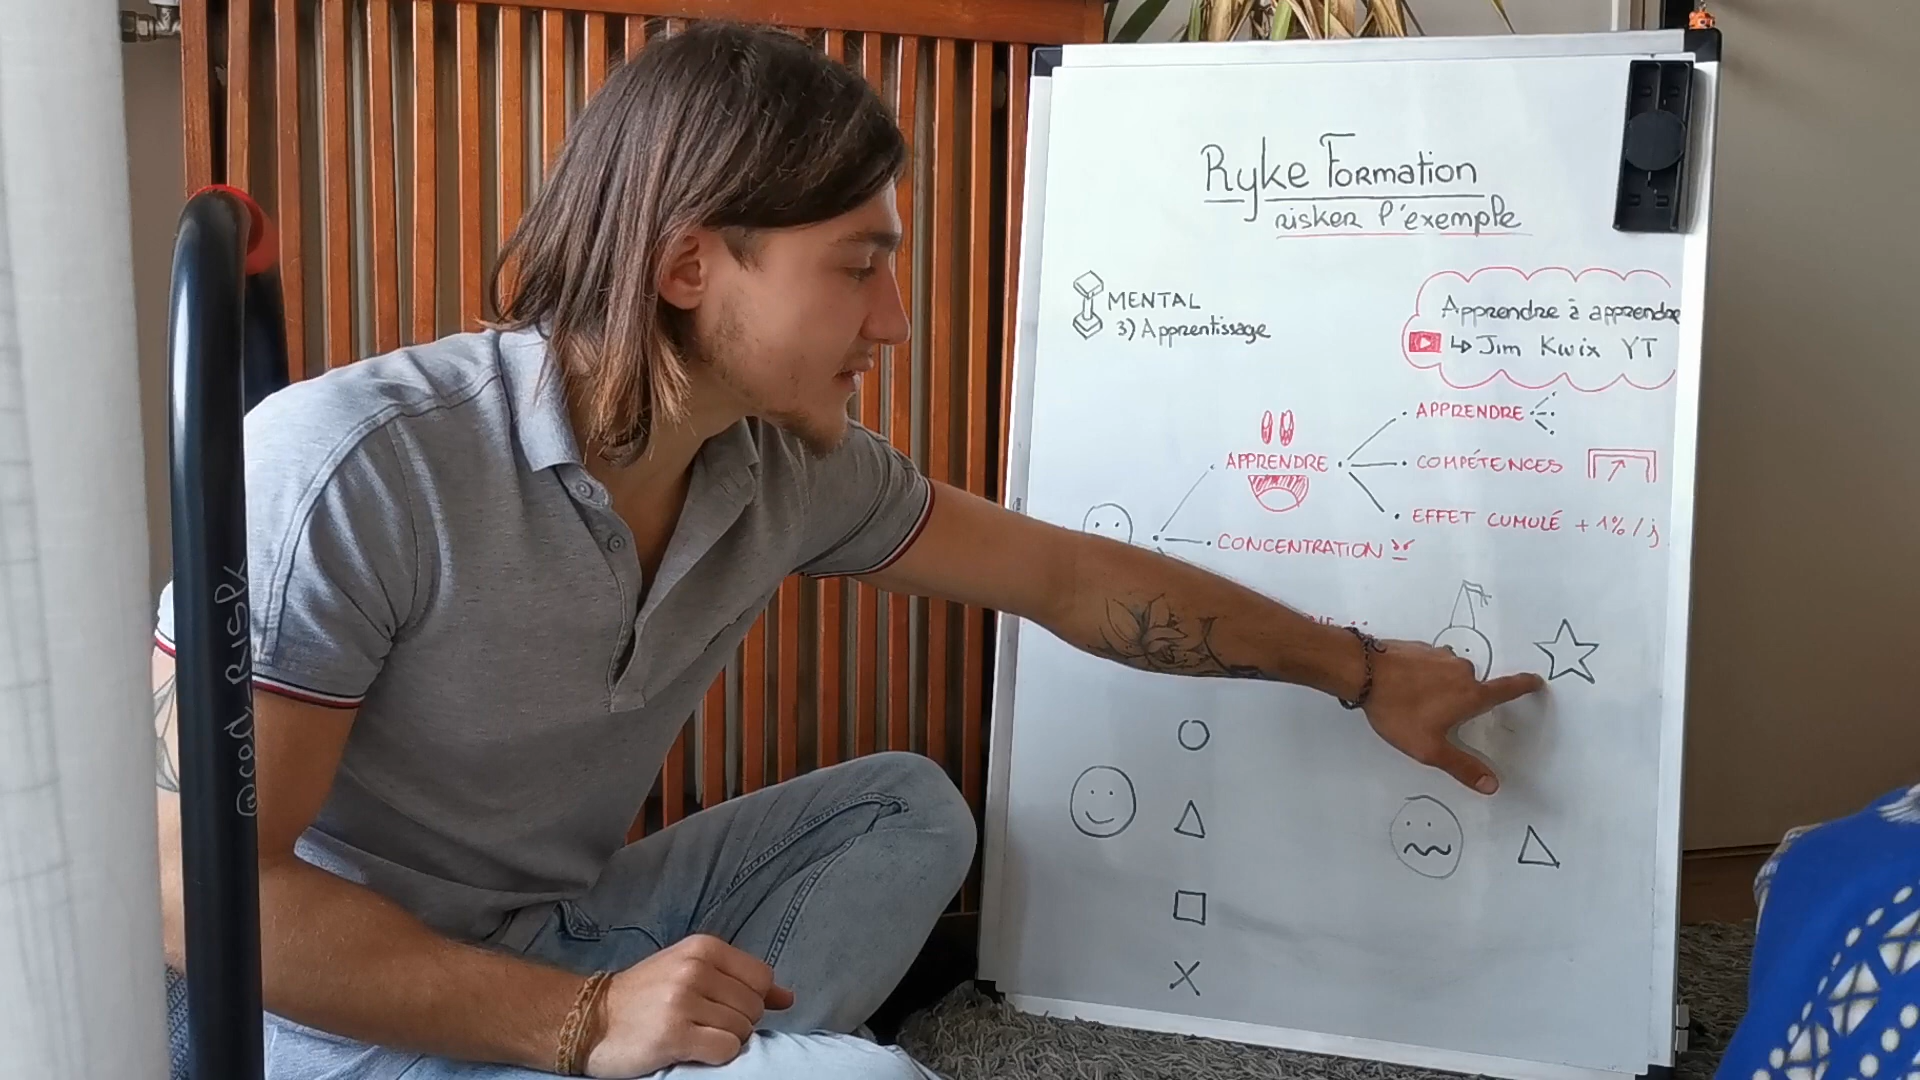 Ryke Formation
risker l'exemple
MENTAL
3) Apprentissage
Apprendre à apprendre
↳ Jim Kwix YT
APPRENDRE
APPRENDRE
COMPÉTENCES
EFFET CUMULÉ + 1% / j
CONCENTRATION
@ced_risk